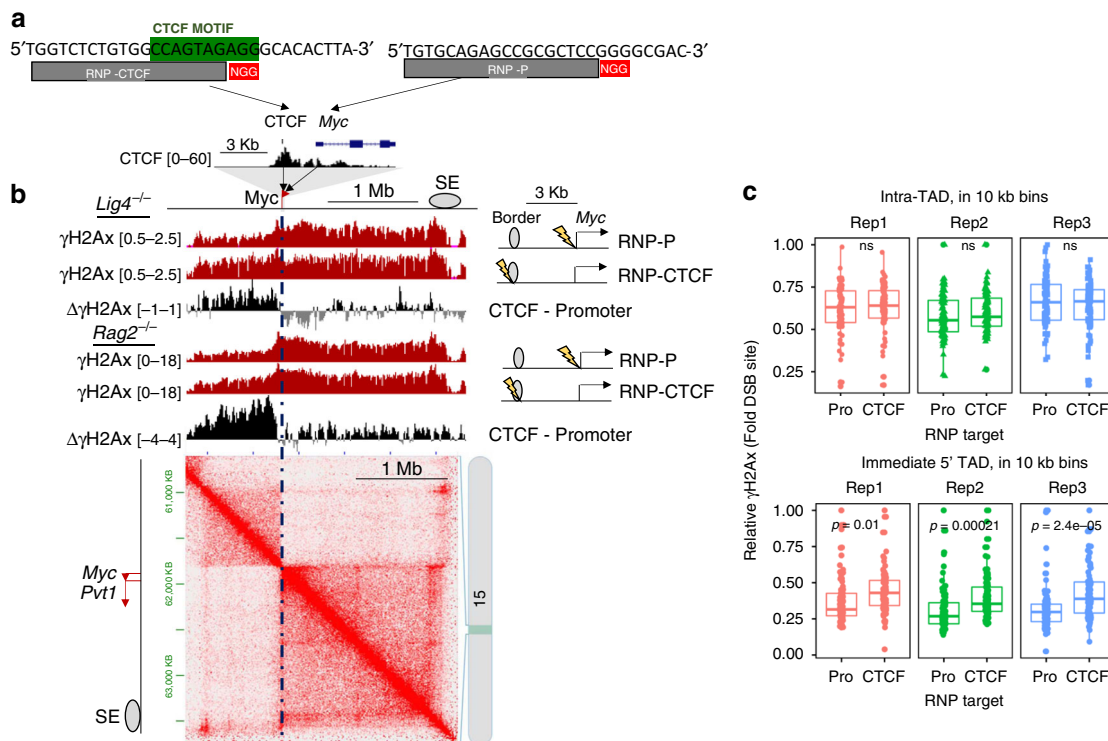 a
CTCF MOTIF
5′TGGTCTCTGTGGCCAGTAGAGGGCACACTTA-3′
RNP -CTCF
NGG
5′TGTGCAGAGCCGCGCTCCGGGGCGAC-3′
RNP -P
NGG
CTCF
Myc
3 Kb
CTCF [0–60]
b
Lig4–/–
Myc
1 Mb
SE
3 Kb
Border
Myc
γH2Ax [0.5–2.5]
RNP-P
γH2Ax [0.5–2.5]
RNP-CTCF
ΔγH2Ax [–1–1]
CTCF - Promoter
Rag2–/–
γH2Ax [0–18]
RNP-P
γH2Ax [0–18]
RNP-CTCF
ΔγH2Ax [–4–4]
CTCF - Promoter
1 Mb
61,000 KB
62,000 KB
63,000 KB
Myc
Pvt1
SE
15
c
Intra-TAD, in 10 kb bins
Rep1
Rep2
Rep3
ns
ns
ns
1.00
0.75
0.50
0.25
Pro CTCF
Pro CTCF
Pro CTCF
RNP target
Relative γH2Ax (Fold DSB site)
Immediate 5' TAD, in 10 kb bins
Rep1
Rep2
Rep3
p = 0.01
p = 0.00021
p = 2.4e–05
1.00
0.75
0.50
0.25
0.00
Pro CTCF
Pro CTCF
Pro CTCF
RNP target